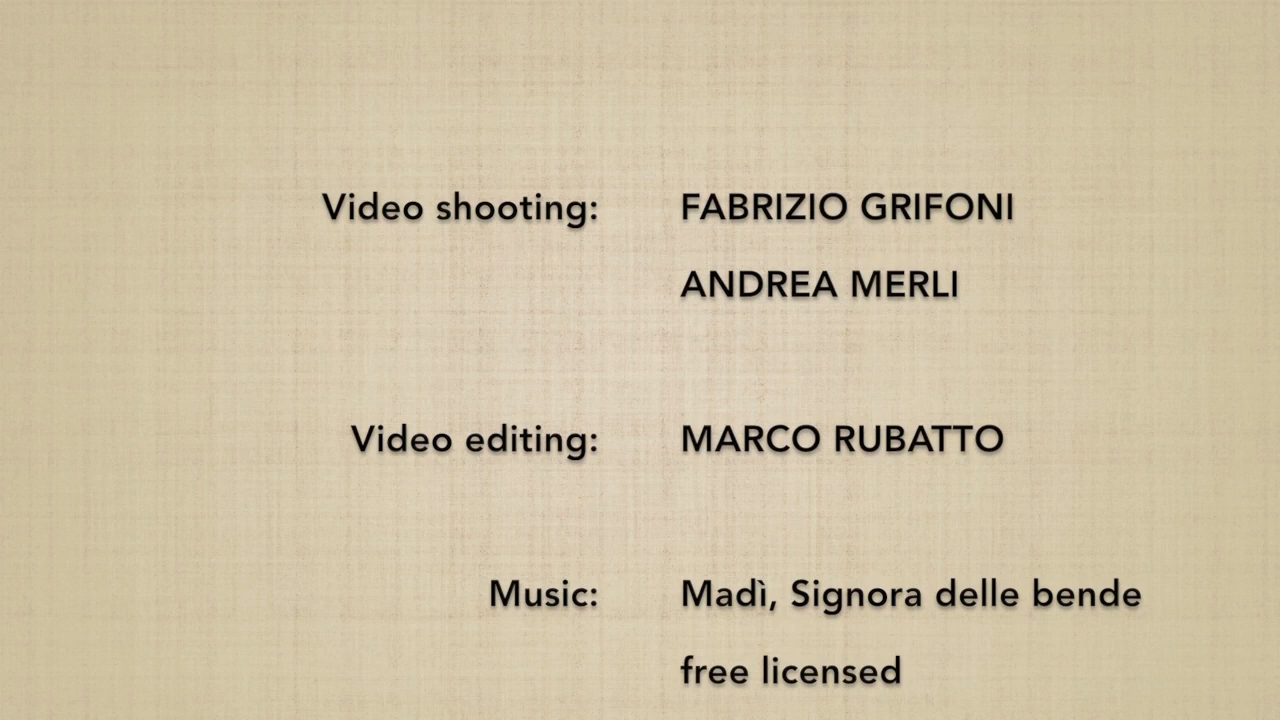 Video shooting: FABRIZIO GRIFONI
ANDREA MERLI
Video editing: MARCO RUBATTO
Music: Madì, Signora delle bende
free licensed